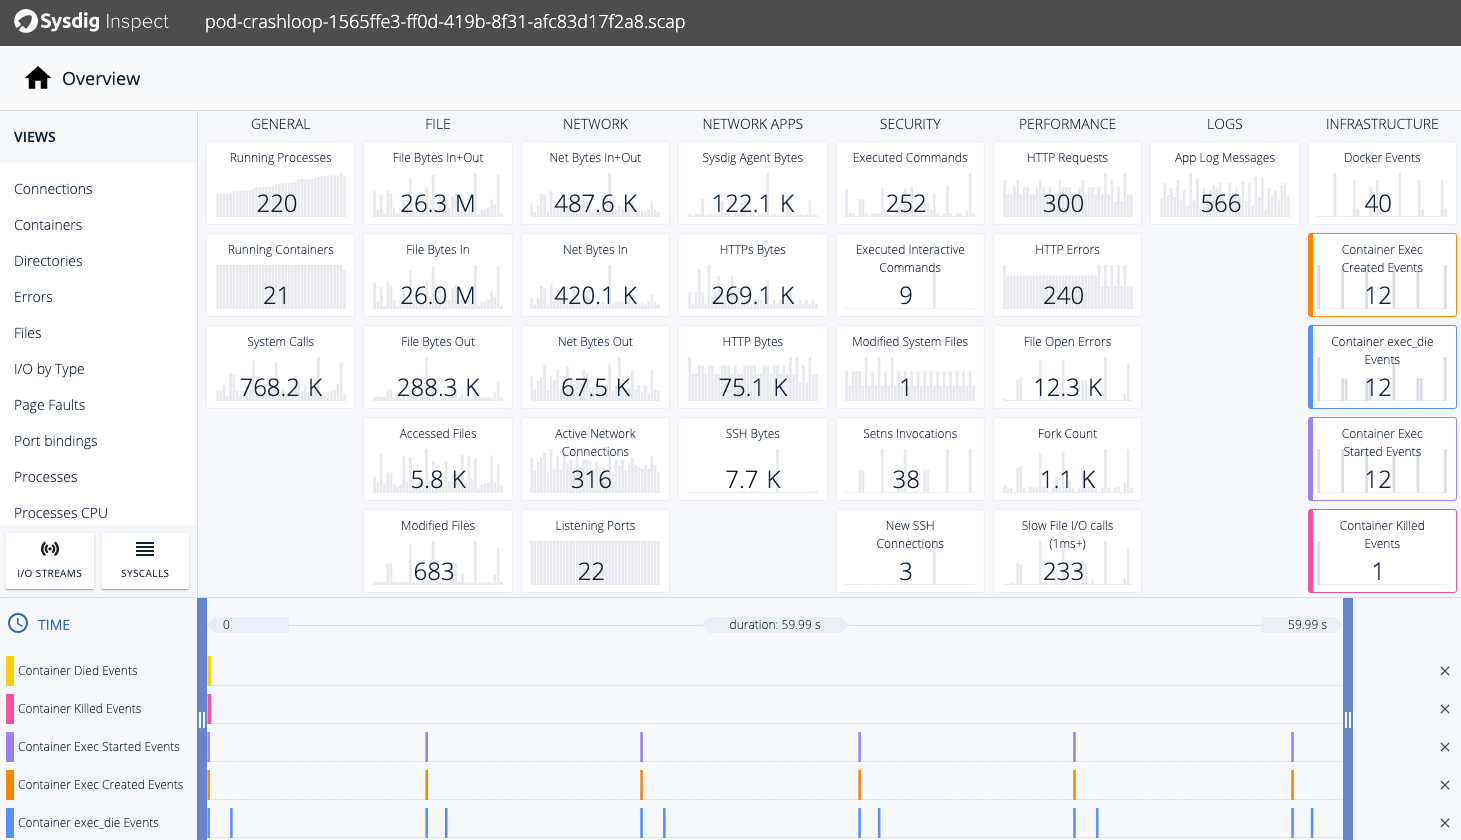 Sysdig Inspect pod-crashloop-1565ffe3-ff0d-419b-8f31-afc83d17f2a8.scap
Overview
VIEWS
Connections
Containers
Directories
Errors
Files
I/O by Type
Page Faults
Port bindings
Processes
Processes CPU
I/O STREAMS
SYSCALLS
GENERAL
Running Processes
220
Running Containers
21
System Calls
768.2 K
FILE
File Bytes In+Out
26.3 M
File Bytes In
26.0 M
File Bytes Out
288.3 K
Accessed Files
5.8 K
Modified Files
683
NETWORK
Net Bytes In+Out
487.6 K
Net Bytes In
420.1 K
Net Bytes Out
67.5 K
Active Network
Connections
316
Listening Ports
22
NETWORK APPS
Sysdig Agent Bytes
122.1 K
HTTPs Bytes
269.1 K
HTTP Bytes
75.1 K
SSH Bytes
7.7 K
SECURITY
Executed Commands
252
Executed Interactive
Commands
9
Modified System Files
1
Setns Invocations
38
New SSH
Connections
3
PERFORMANCE
HTTP Requests
300
HTTP Errors
240
File Open Errors
12.3 K
Fork Count
1.1 K
Slow File I/O calls
(1ms+)
233
LOGS
App Log Messages
566
INFRASTRUCTURE
Docker Events
40
Container Exec
Created Events
12
Container exec_die
Events
12
Container Exec
Started Events
12
Container Killed
Events
1
TIME
0
duration: 59.99 s
59.99 s
Container Died Events
Container Killed Events
Container Exec Started Events
Container Exec Created Events
Container exec_die Events